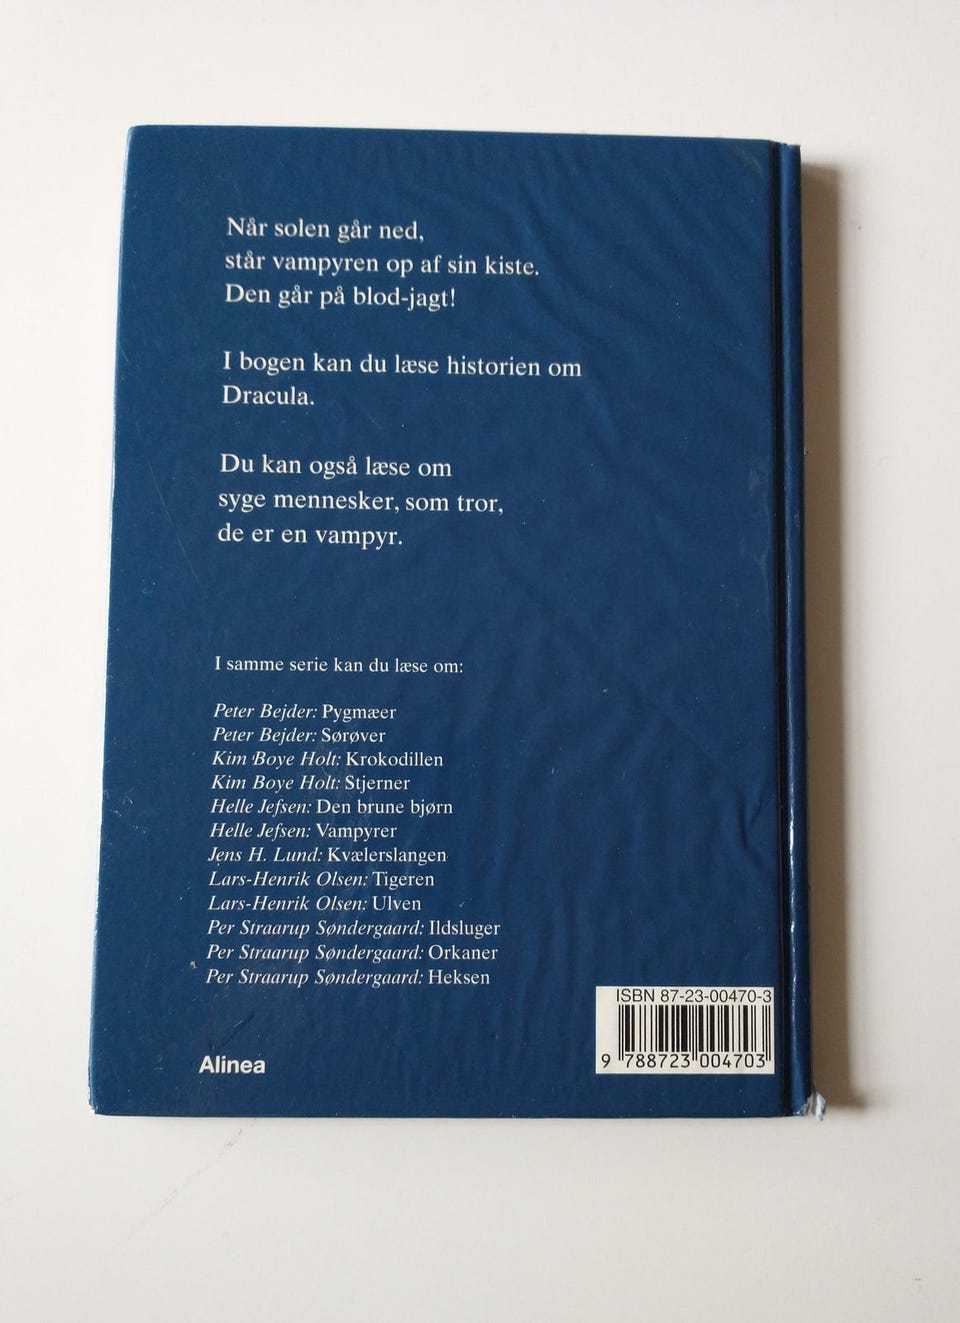 Når solen går ned,
står vampyren op af sin kiste.
Den går på blod-jagt!
I bogen kan du læse historien om
Dracula.
Du kan også læse om
syge mennesker, som tror,
de er en vampyr.
I samme serie kan du læse om:
Peter Bejder: Pygmæer
Peter Bejder: Sørøver
Kim Boye Holt: Krokodillen
Kim Boye Holt: Stjerner
Helle Jefsen: Den brune bjørn
Helle Jefsen: Vampyrer
Jens H. Lund: Kvælerslangen
Lars-Henrik Olsen: Tigeren
Lars-Henrik Olsen: Ulven
Per Straarup Søndergaard: Ildsluger
Per Straarup Søndergaard: Orkaner
Per Straarup Søndergaard: Heksen
ISBN 87-23-00470-3
9 788723 004703
Alinea